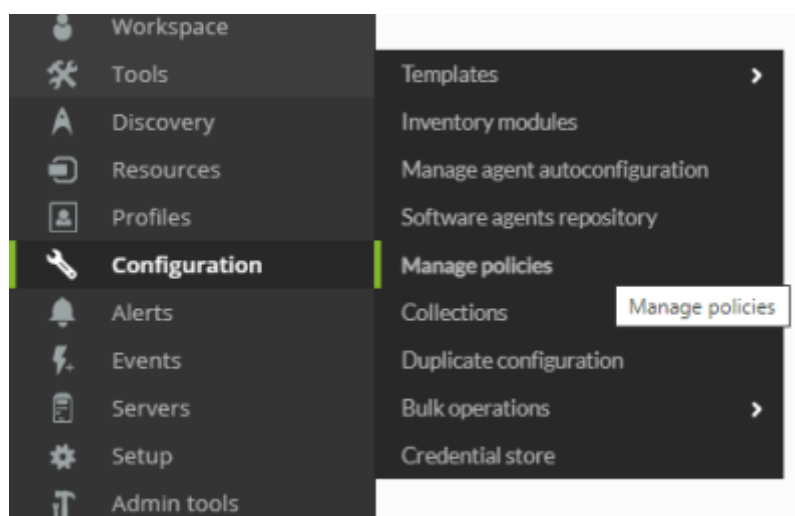 Workspace
Tools
Discovery
Resources
Profiles
Configuration
Alerts
Events
Servers
Setup
Admin tools
Templates
Inventory modules
Manage agent autoconfiguration
Software agents repository
Manage policies
Manage policies
Collections
Duplicate configuration
Bulk operations
Credential store